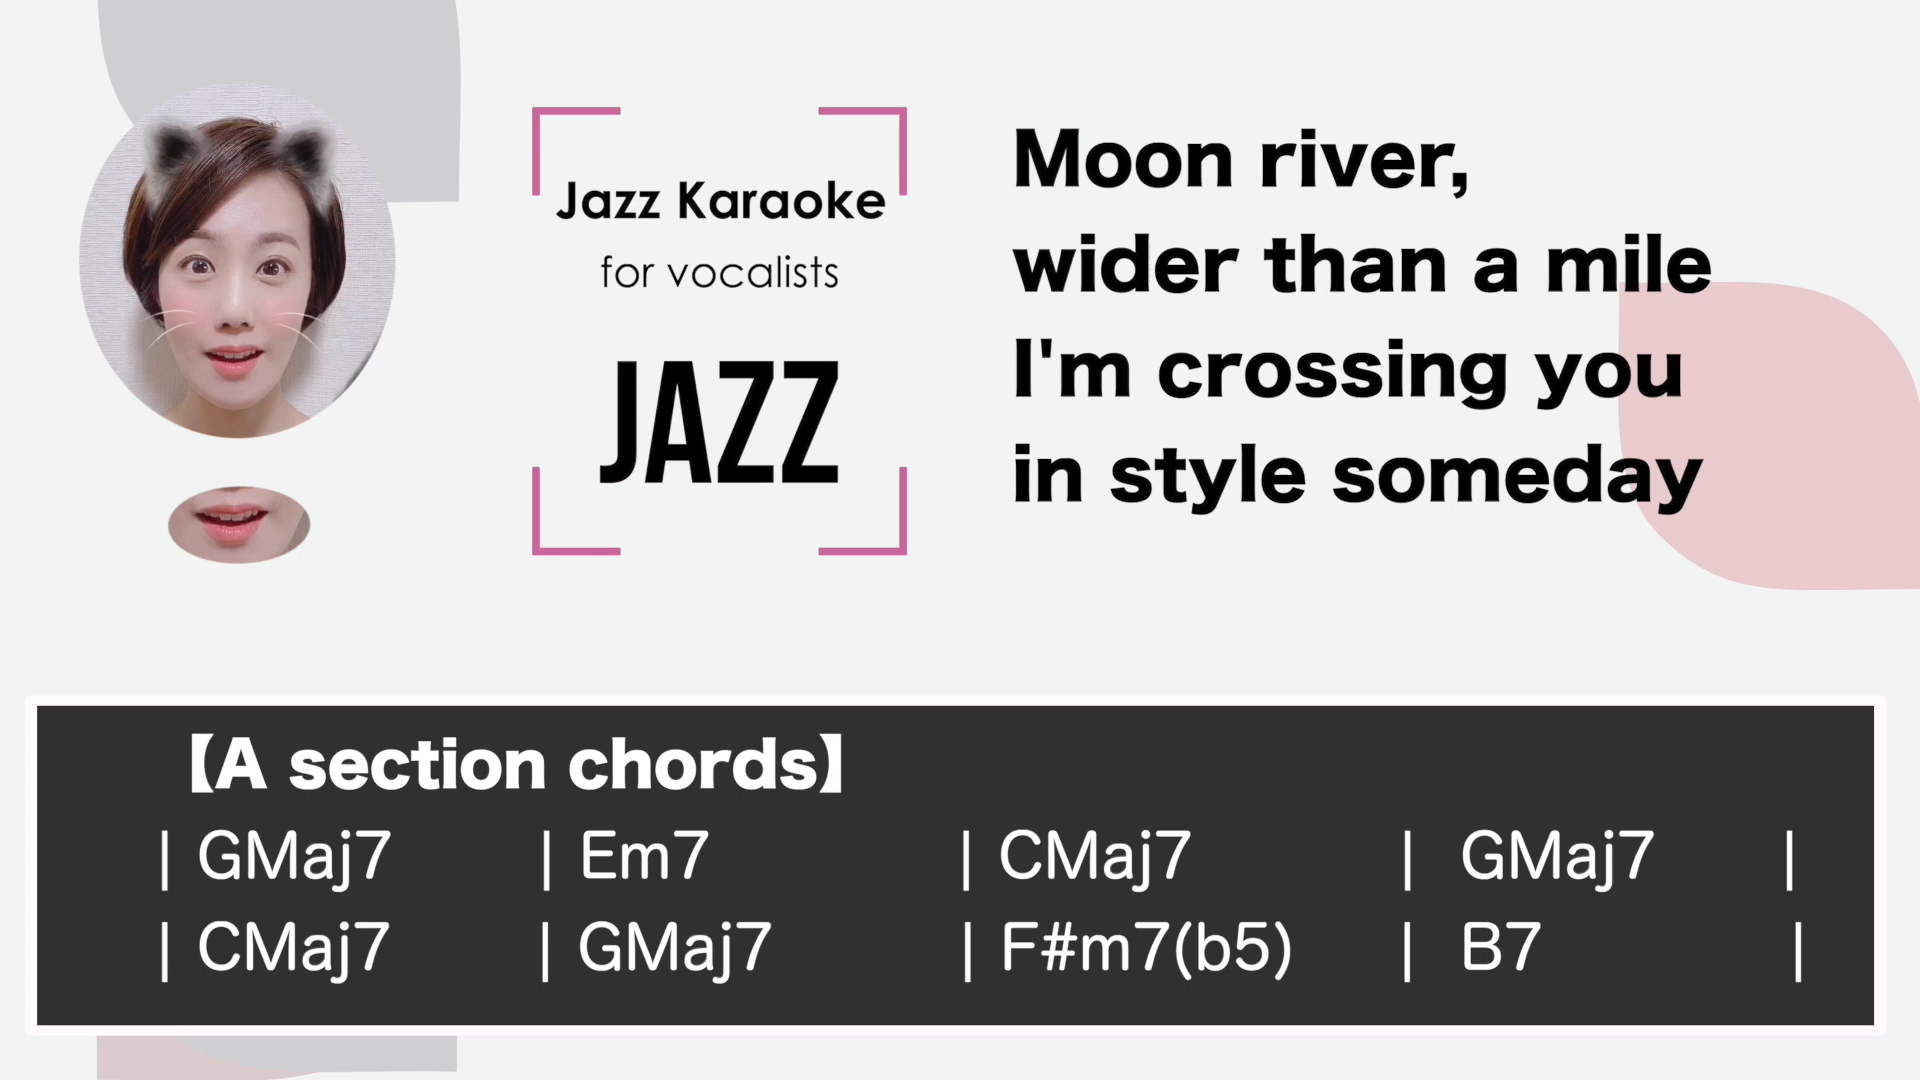 Jazz Karaoke
for vocalists
JAZZ
Moon river,
wider than a mile
I'm crossing you
in style someday
【A section chords】
| GMaj7 | Em7 | CMaj7 | GMaj7 |
| CMaj7 | GMaj7 | F#m7(b5) | B7 |